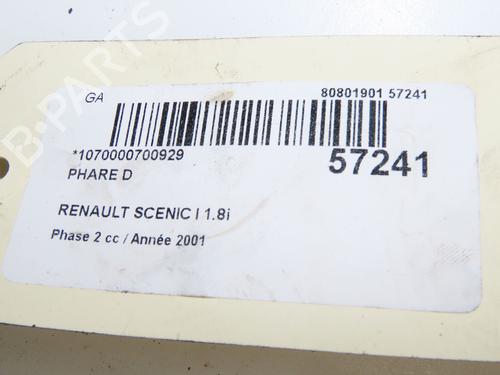 GA
80801901 57241
*1070000700929
57241
PHARE D
RENAULT SCENIC I 1.8i
Phase 2 cc / Année 2001
B-PARTS